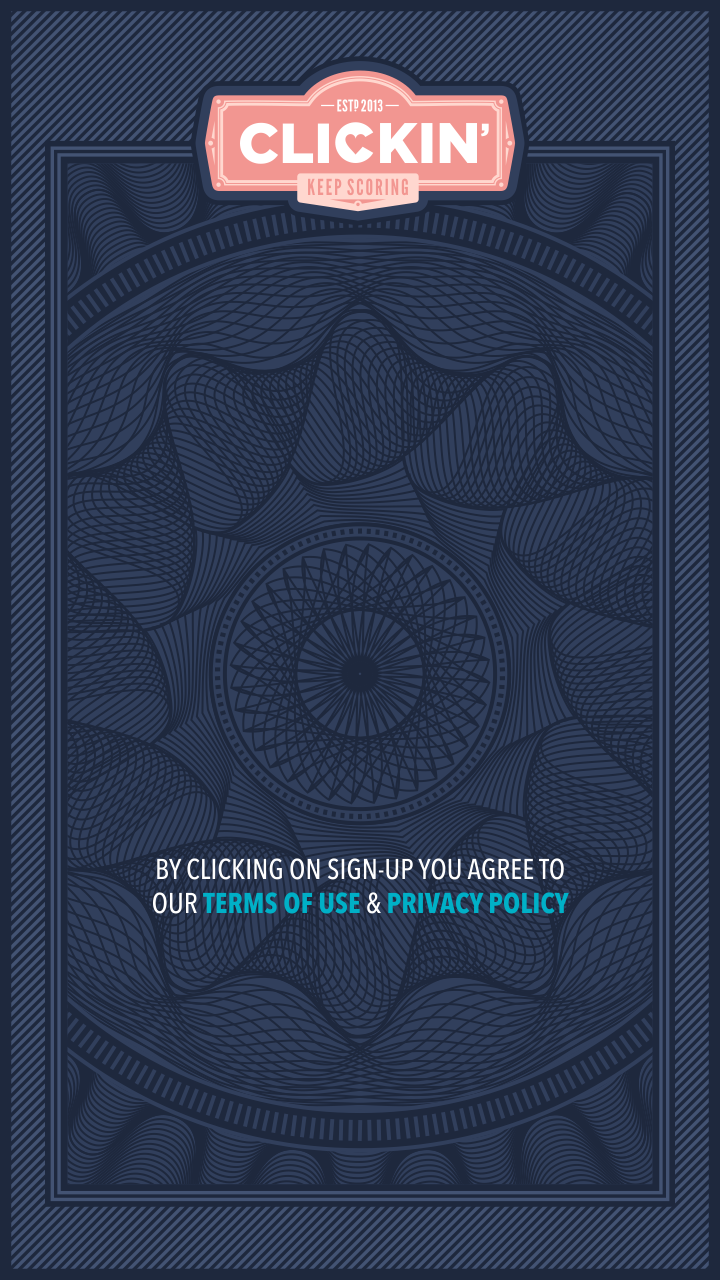 ESTD 2013
CLICKIN'
KEEP SCORING
BY CLICKING ON SIGN-UP YOU AGREE TO
OUR TERMS OF USE & PRIVACY POLICY